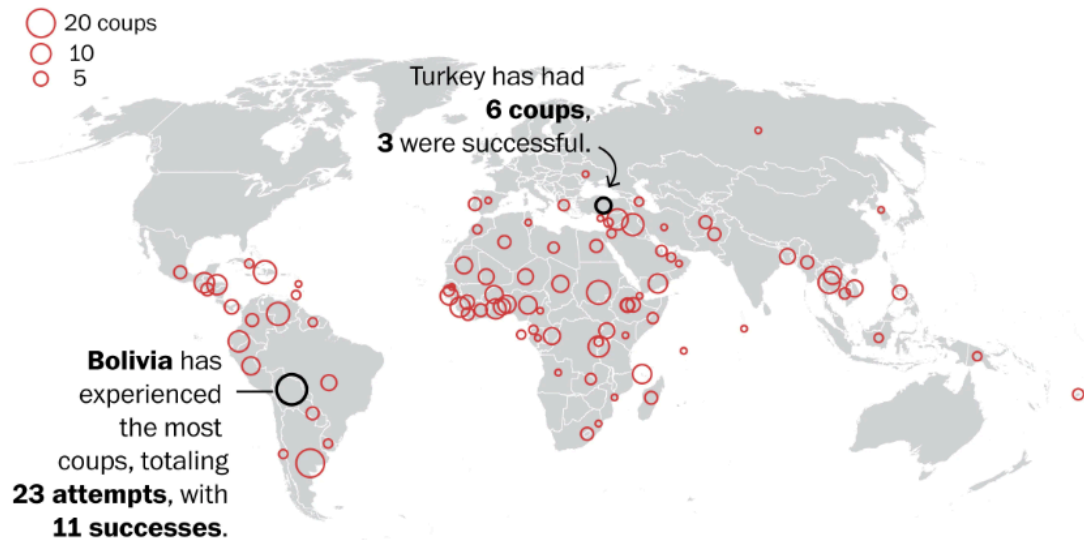 20 coups
10
5
Turkey has had
6 coups,
3 were successful.
Bolivia has
experienced
the most
coups, totaling
23 attempts, with
11 successes.